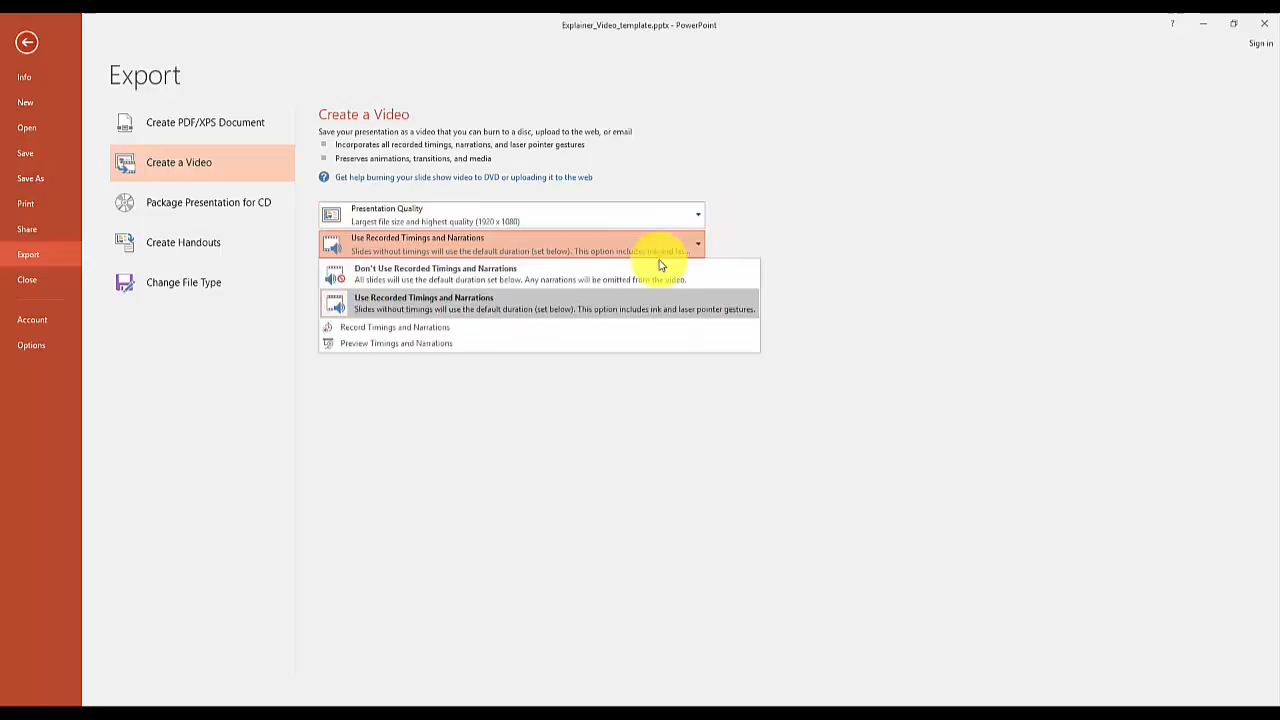 Explainer_Video_template.pptx - PowerPoint
?
Sign in
Info
New
Open
Save
Save As
Print
Share
Export
Close
Account
Options
Export
Create PDF/XPS Document
Create a Video
Package Presentation for CD
Create Handouts
Change File Type
Create a Video
Save your presentation as a video that you can burn to a disc, upload to the web, or email
Incorporates all recorded timings, narrations, and laser pointer gestures
Preserves animations, transitions, and media
? Get help burning your slide show video to DVD or uploading it to the web
Presentation Quality
Largest file size and highest quality (1920 x 1080)
Use Recorded Timings and Narrations
Slides without timings will use the default duration (set below). This option includes ink and las...
Don't Use Recorded Timings and Narrations
All slides will use the default duration set below. Any narrations will be omitted from the video.
Use Recorded Timings and Narrations
Slides without timings will use the default duration (set below). This option includes ink and laser pointer gestures.
Record Timings and Narrations
Preview Timings and Narrations